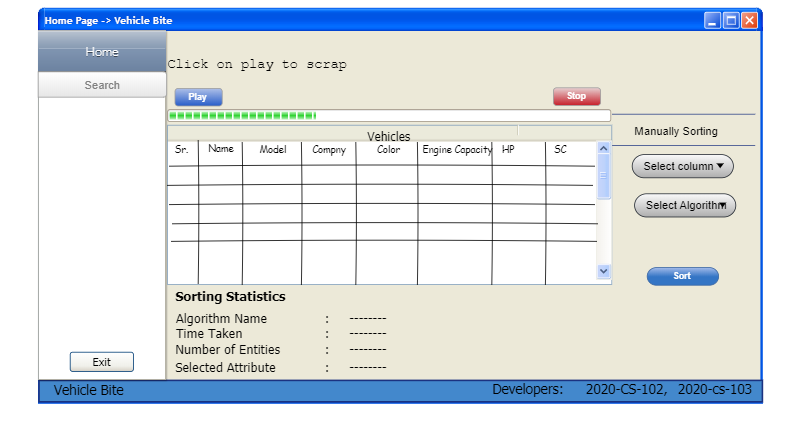 Home Page -> Vehicle Bite
Home
Search
Click on play to scrap
Play
Stop
Vehicles
Sr. Name Model Compny Color Engine Capacity HP SC
Manually Sorting
Select column
Select Algorithm
Sort
Sorting Statistics
Algorithm Name : --------
Time Taken : --------
Number of Entities : --------
Selected Attribute : --------
Exit
Vehicle Bite Developers: 2020-CS-102, 2020-cs-103